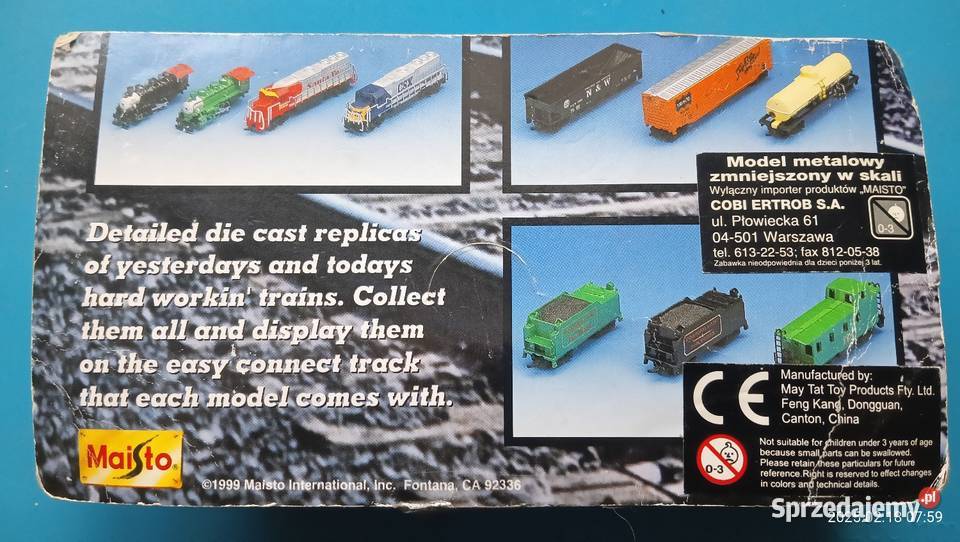 N&W
Model metalowy
zmniejszony w skali
Wyłączny importer produktów „MAISTO”
COBI ERTROB S.A.
ul. Płowiecka 61
04-501 Warszawa
tel. 613-22-53; fax 812-05-38
Zabawka nieodpowiednia dla dzieci poniżej 3 lat.
0-3
Detailed die cast replicas
of yesterdays and todays
hard workin' trains. Collect
them all and display them
on the easy connect track
that each model comes with.
CE
Manufactured by:
May Tat Toy Products Fty. Ltd.
Feng Kang, Dongguan,
Canton, China
0-3
Not suitable for children under 3 years of age
because small parts can be swallowed.
Please retain these particulars for future
reference.Right is reserved to effect changes
in colors and technical details.
Maisto®
©1999 Maisto International, Inc. Fontana, CA 92336
Sprzedajemy.pl
2025.02.18 07:59